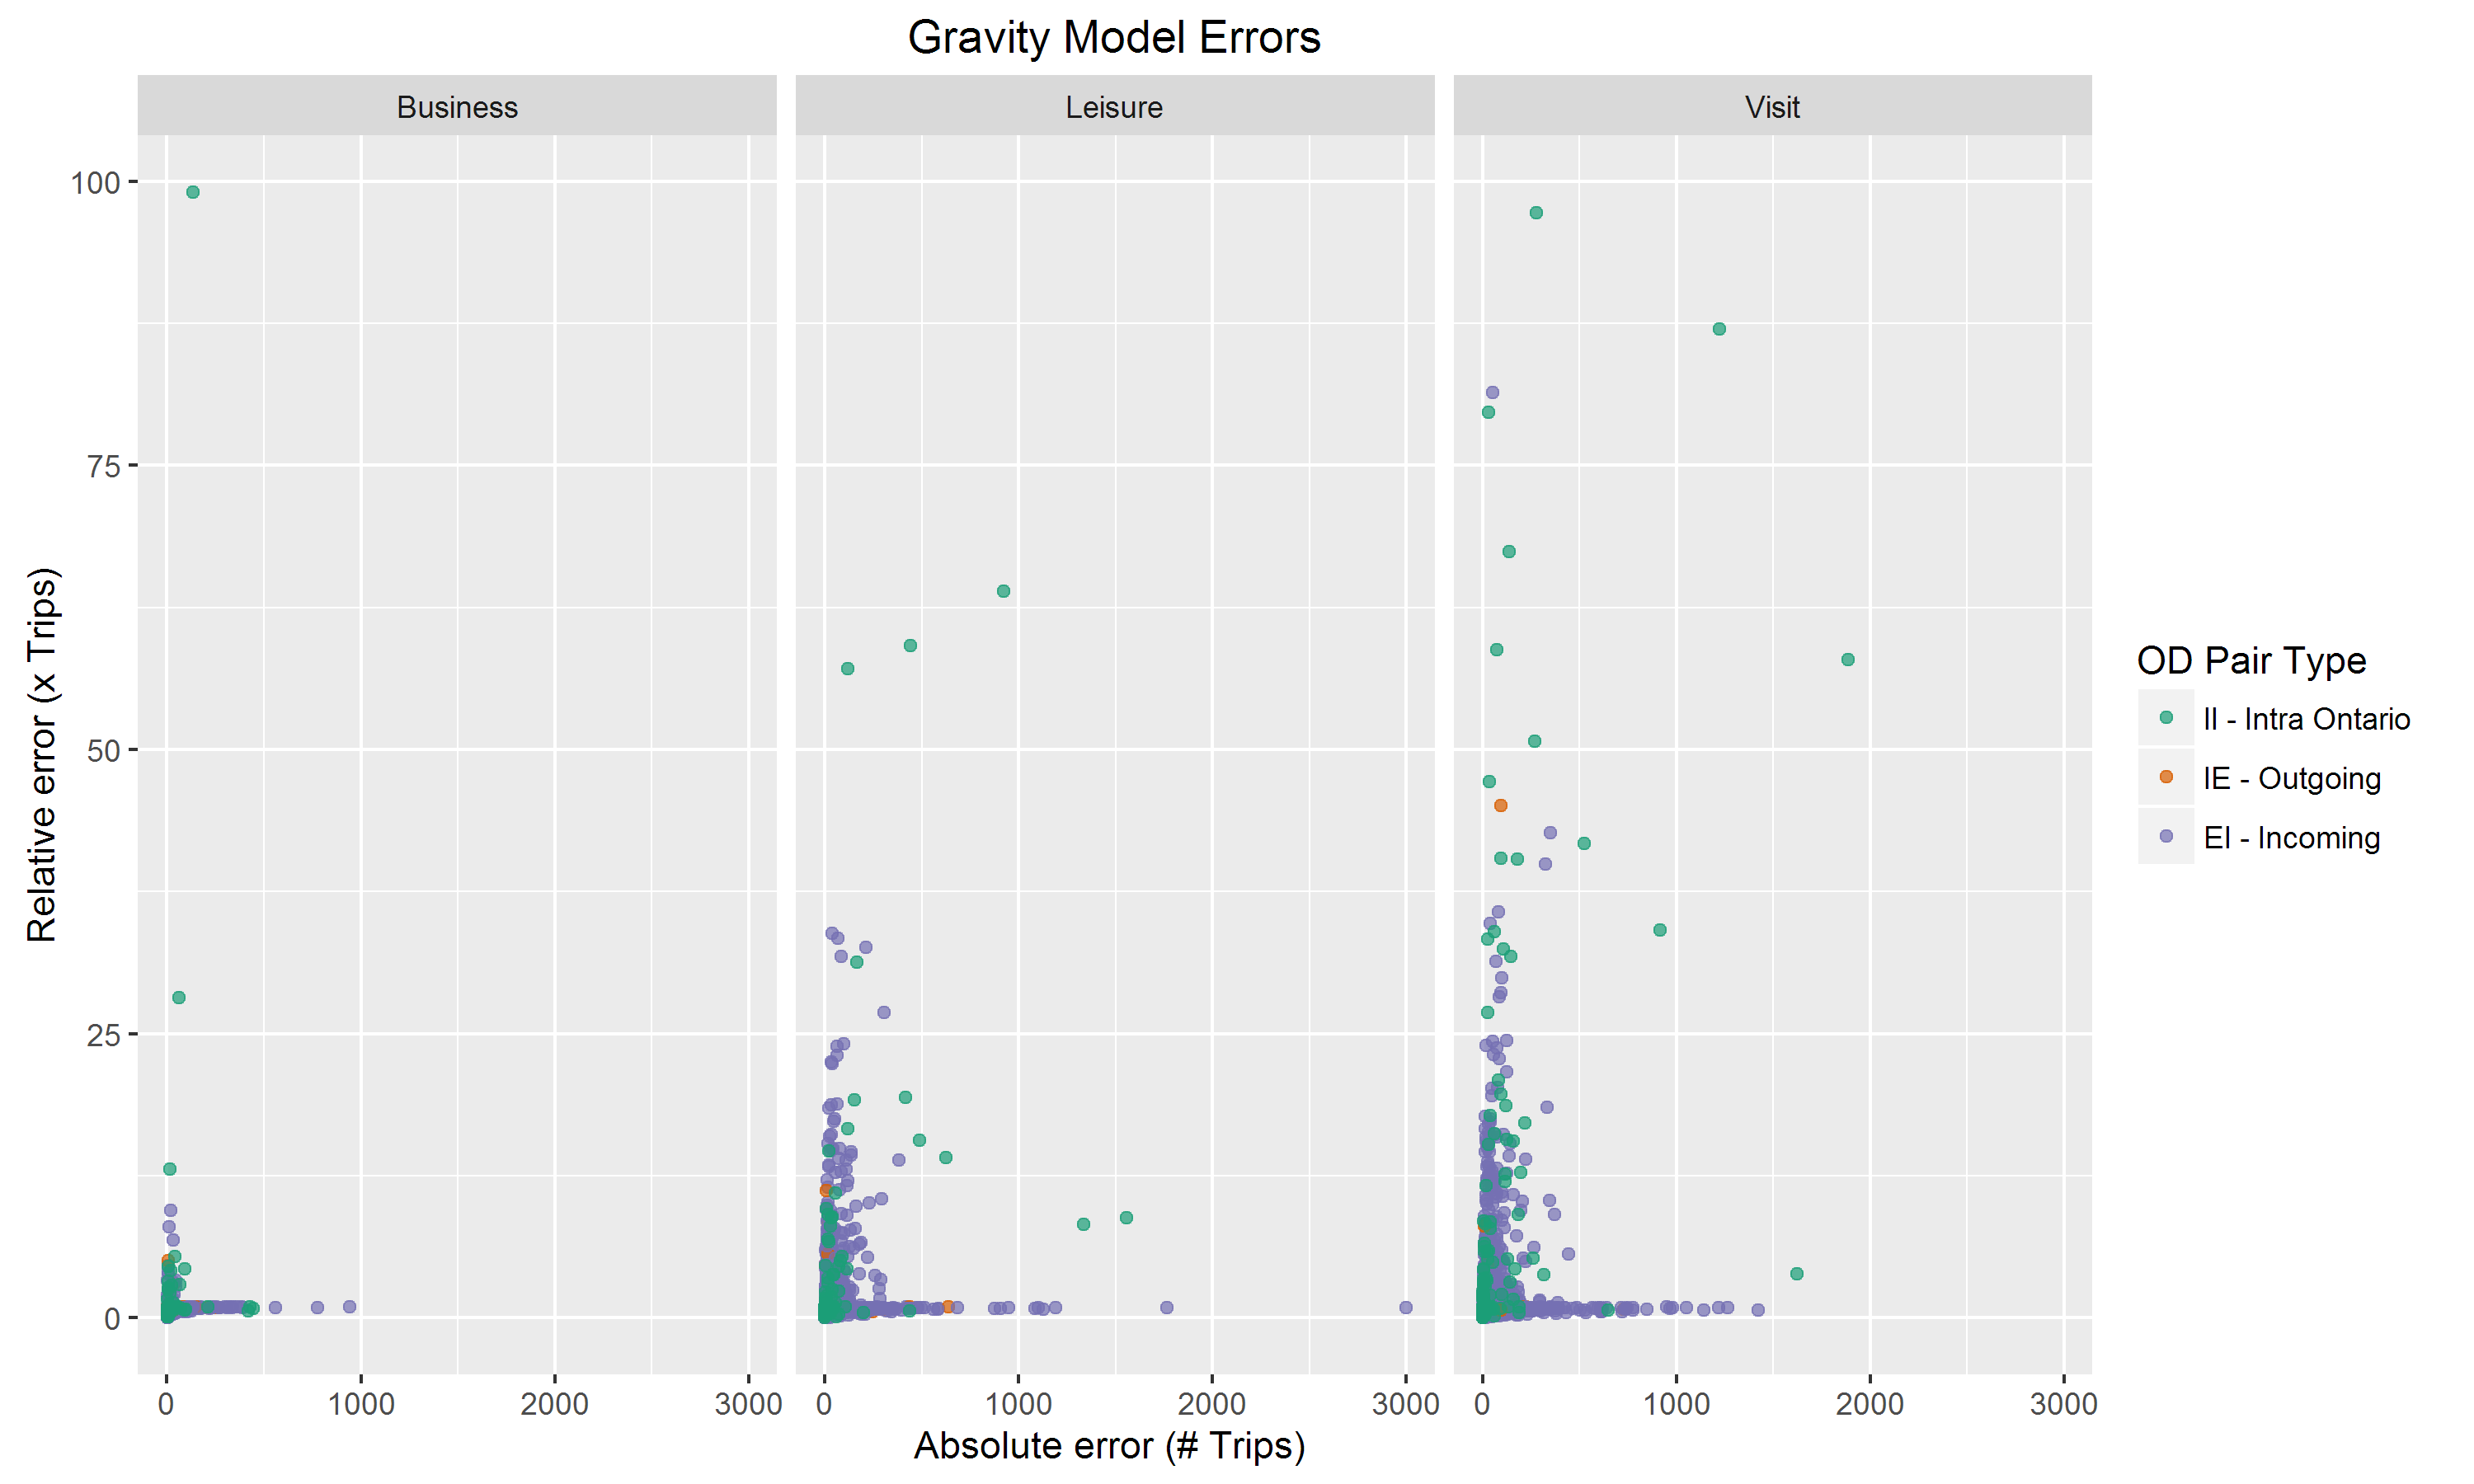 Gravity Model Errors
Business
Leisure
Visit
Relative error (x Trips)
100
75
50
25
0
0 1000 2000 3000
0 1000 2000 3000
0 1000 2000 3000
Absolute error (# Trips)
OD Pair Type
II - Intra Ontario
IE - Outgoing
EI - Incoming